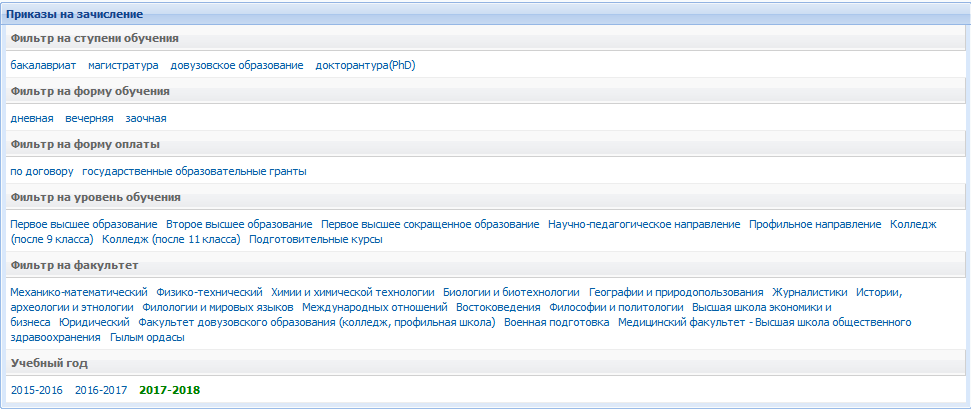 Приказы на зачисление
Фильтр на ступени обучения
бакалавриат магистратура довузовское образование докторантура(PhD)
Фильтр на форму обучения
дневная вечерняя заочная
Фильтр на форму оплаты
по договору государственные образовательные гранты
Фильтр на уровень обучения
Первое высшее образование Второе высшее образование Первое высшее сокращенное образование Научно-педагогическое направление Профильное направление Колледж
(после 9 класса) Колледж (после 11 класса) Подготовительные курсы
Фильтр на факультет
Механико-математический Физико-технический Химии и химической технологии Биологии и биотехнологии Географии и природопользования Журналистики Истории,
археологии и этнологии Филологии и мировых языков Международных отношений Востоковедения Философии и политологии Высшая школа экономики и
бизнеса Юридический Факультет довузовского образования (колледж, профильная школа) Военная подготовка Медицинский факультет - Высшая школа общественного
здравоохранения Гылым ордасы
Учебный год
2015-2016 2016-2017 2017-2018